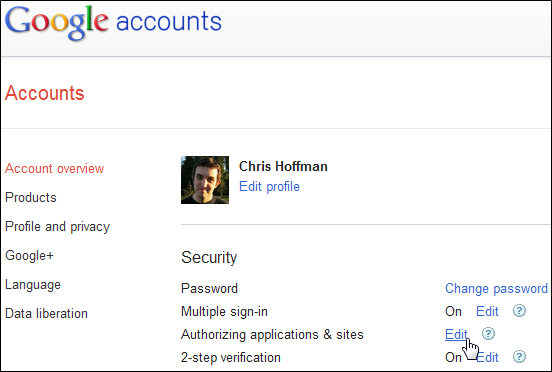 Google accounts
Accounts
Account overview
Products
Profile and privacy
Google+
Language
Data liberation
Chris Hoffman
Edit profile
Security
Password Change password
Multiple sign-in On Edit ?
Authorizing applications & sites Edit ?
2-step verification On Edit ?